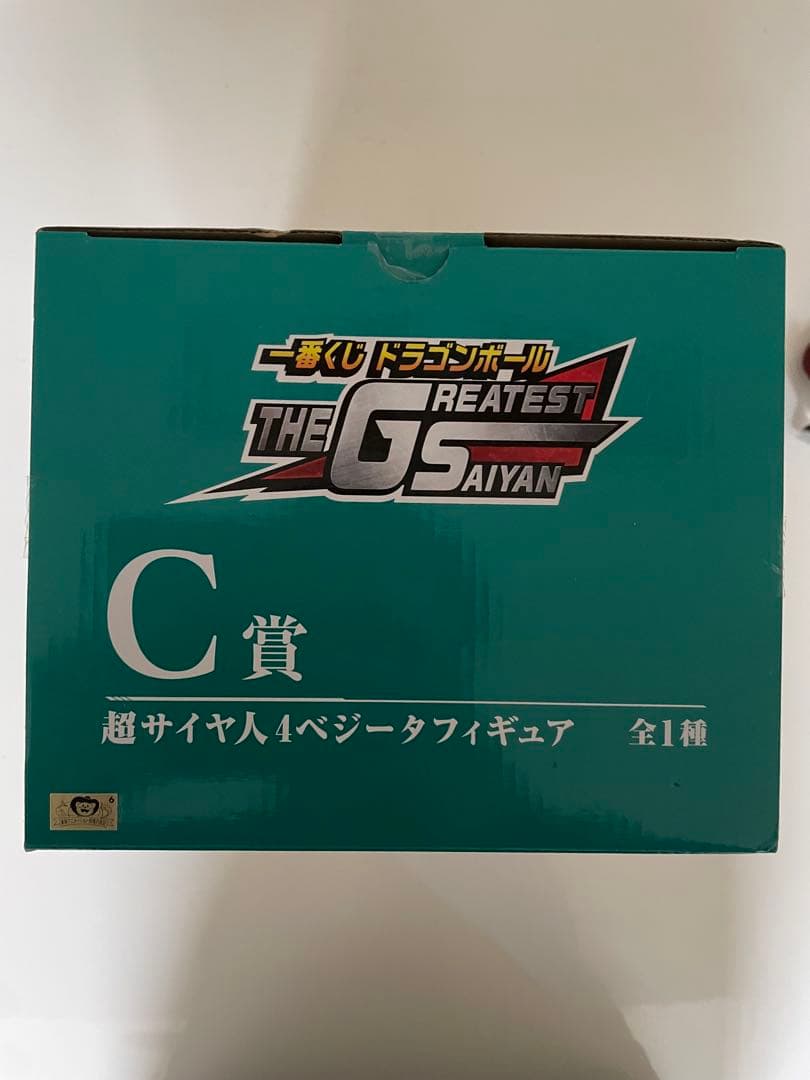 一番くじ ドラゴンボール
THE GREATEST
SAIYAN
C賞
超サイヤ人4ベジータフィギュア 全1種
6